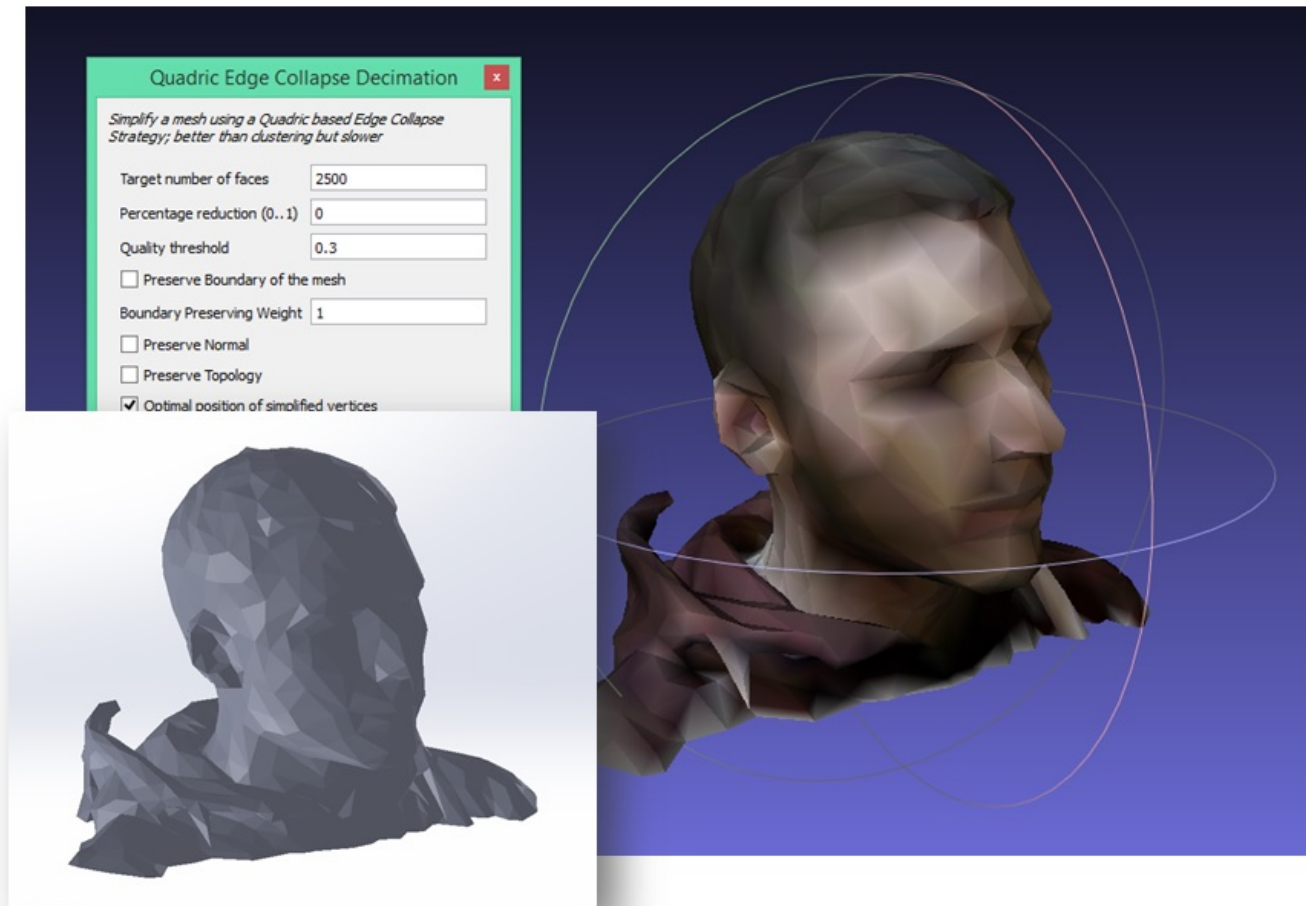 Quadric Edge Collapse Decimation
x
Simplify a mesh using a Quadric based Edge Collapse
Strategy; better than clustering but slower
Target number of faces 2500
Percentage reduction (0..1) 0
Quality threshold 0.3
Preserve Boundary of the mesh
Boundary Preserving Weight 1
Preserve Normal
Preserve Topology
Optimal position of simplified vertices